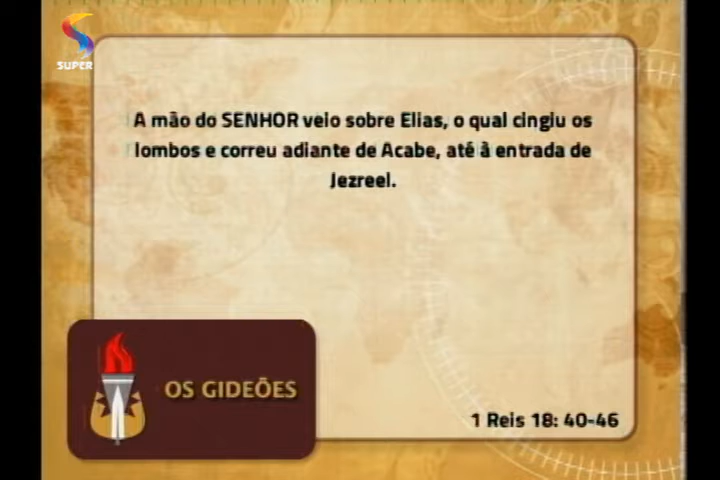 SUPER
A mão do SENHOR veio sobre Elias, o qual cingiu os
lombos e correu adiante de Acabe, até à entrada de
Jezreel.
OS GIDEÕES
1 Reis 18: 40-46